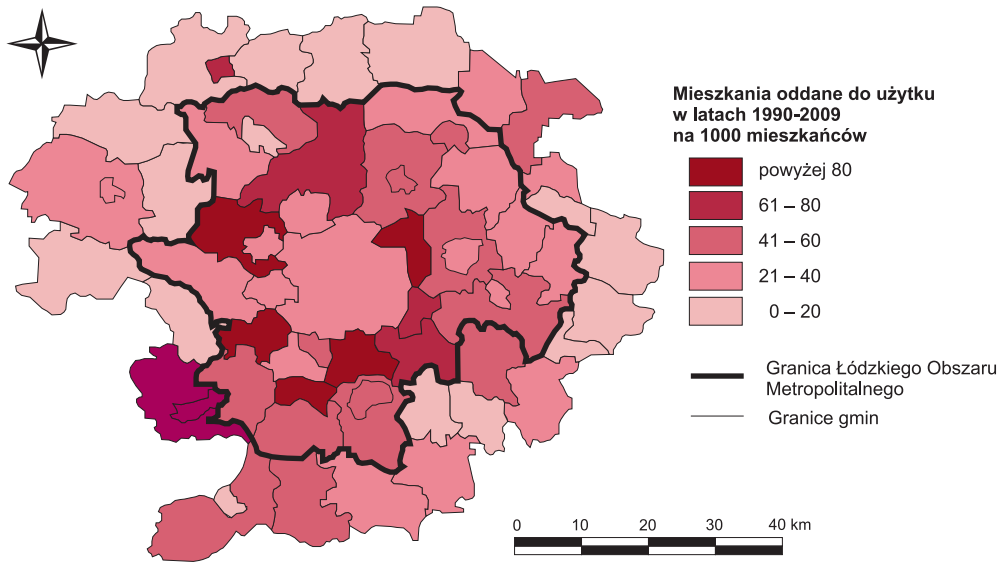 Mieszkania oddane do użytku
w latach 1990-2009
na 1000 mieszkańców
powyżej 80
61 – 80
41 – 60
21 – 40
0 – 20
Granica Łódzkiego Obszaru
Metropolitalnego
Granice gmin
0 10 20 30 40 km